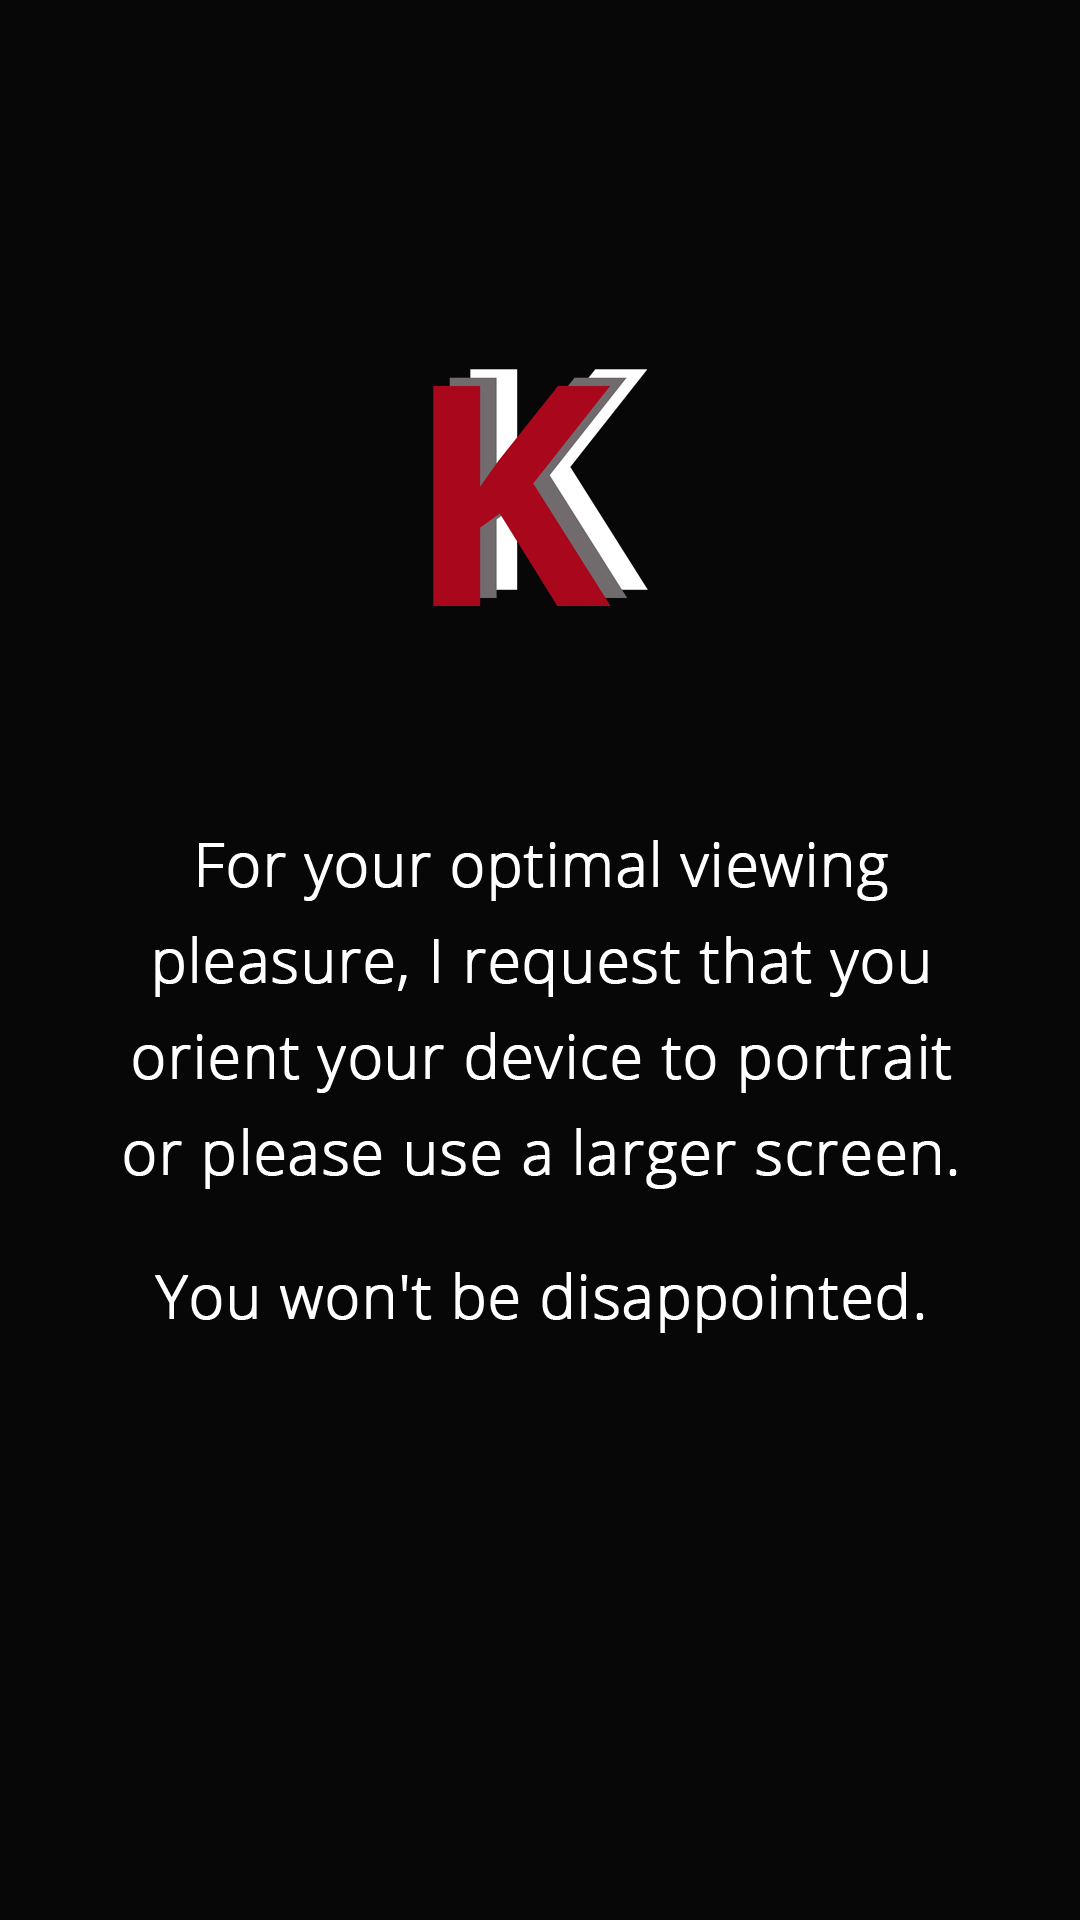 K
For your optimal viewing
pleasure, I request that you
orient your device to portrait
or please use a larger screen.
You won't be disappointed.